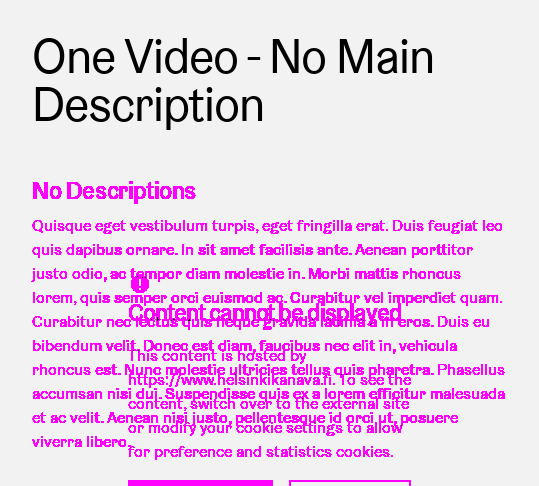 One Video - No Main
Description
No Descriptions
Quisque eget vestibulum turpis, eget fringilla erat. Duis feugiat leo
quis dapibus ornare. In sit amet facilisis ante. Aenean porttitor
justo odio, ac tempor diam molestie in. Morbi mattis rhoncus
lorem, quis semper orci euismod ac. Curabitur vel imperdiet quam.
Curabitur nec lectus quis neque gravida lacinia a in eros. Duis eu
bibendum velit. Donec est diam, faucibus nec elit in, vehicula
rhoncus est. Nunc molestie ultricies tellus quis pharetra. Phasellus
accumsan nisi dui. Suspendisse quis ex a lorem efficitur malesuada
et ac velit. Aenean nisi justo, pellentesque id orci ut, posuere
viverra libero.
Content cannot be displayed
This content is hosted by
https://www.helsinkikanava.fi. To see the
content, switch over to the external site
or modify your cookie settings to allow
for preference and statistics cookies.